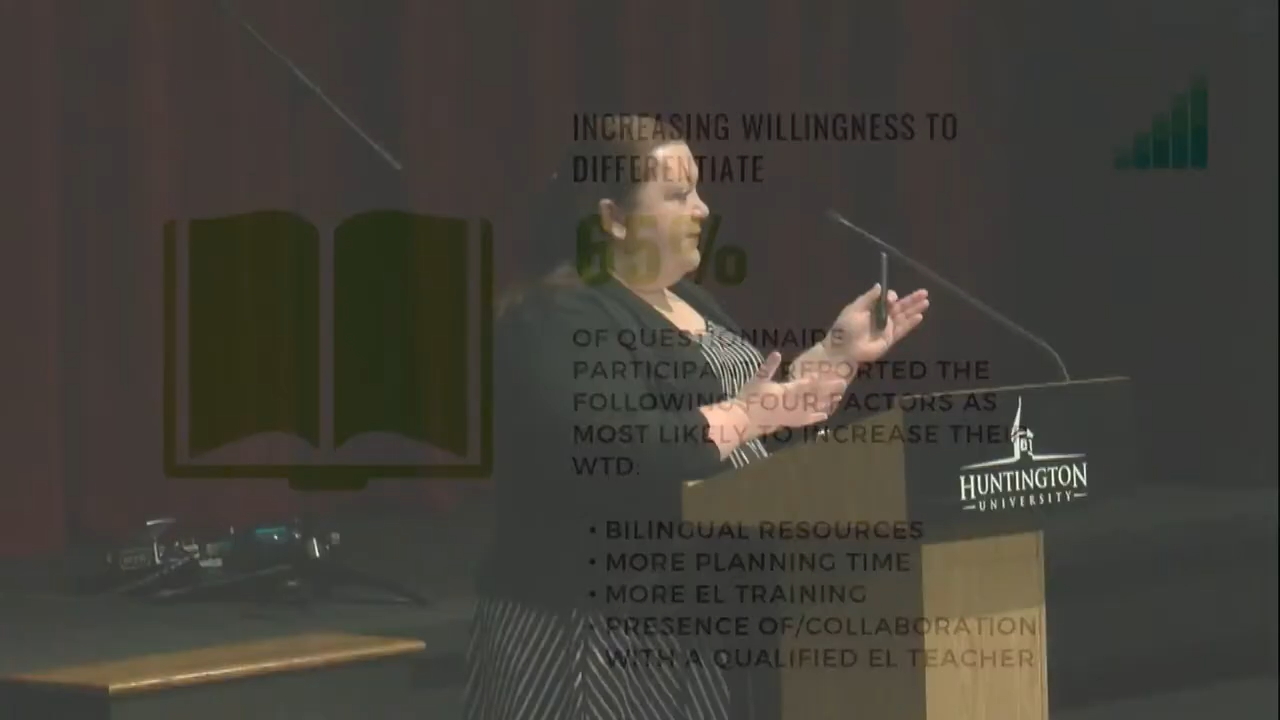 INCREASING WILLINGNESS TO
DIFFERENTIATE
65%
OF QUESTIONNAIRE
PARTICIPANTS REPORTED THE
FOLLOWING FOUR FACTORS AS
MOST LIKELY TO INCREASE THEIR
WTD:
• BILINGUAL RESOURCES
• MORE PLANNING TIME
• MORE EL TRAINING
• PRESENCE OF/COLLABORATION
WITH A QUALIFIED EL TEACHER
HUNTINGTON
UNIVERSITY